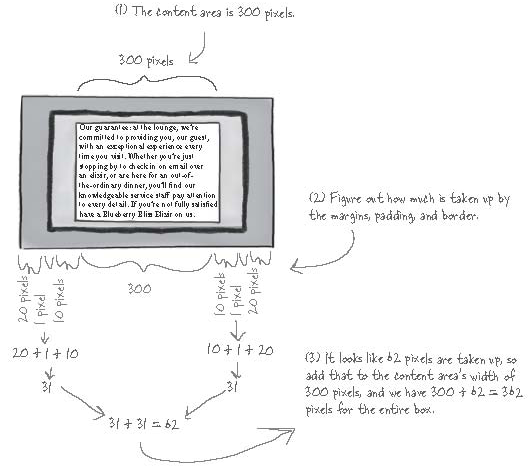 (1) The content area is 300 pixels.
300 pixels
Our guarantee: at the lounge, we're
committed to providing you, our guest,
with an exceptional experience every
time you visit. Whether you're just
stopping by to check in on email over
an elixir, or are here for an out-of-
the-ordinary dinner, you'll find our
knowledgeable service staff pay attention
to every detail. If you're not fully satisfied
have a Blueberry Bliss Elixir on us.
(2) Figure out how much is taken up by
the margins, padding, and border.
20 pixels
1 pixel
10 pixels
300
10 pixels
1 pixel
20 pixels
20 + 1 + 10
10 + 1 + 20
31
31
31 + 31 = 62
(3) It looks like 62 pixels are taken up, so
add that to the content area's width of
300 pixels, and we have 300 + 62 = 362
pixels for the entire box.